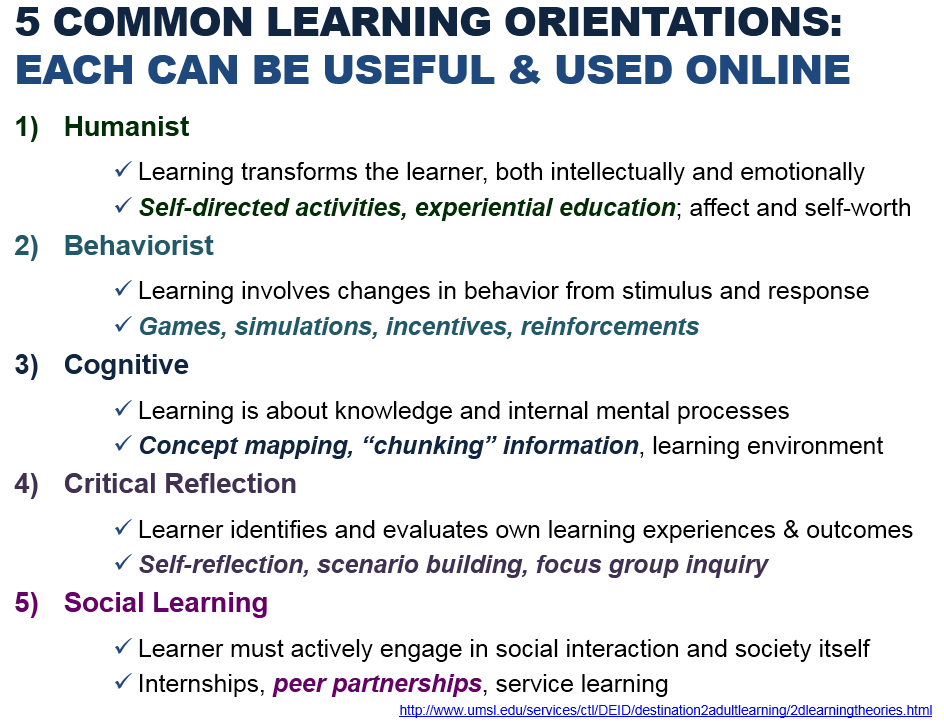 5 COMMON LEARNING ORIENTATIONS:
EACH CAN BE USEFUL & USED ONLINE
1) Humanist
✓ Learning transforms the learner, both intellectually and emotionally
✓ Self-directed activities, experiential education; affect and self-worth
2) Behaviorist
✓ Learning involves changes in behavior from stimulus and response
✓ Games, simulations, incentives, reinforcements
3) Cognitive
✓ Learning is about knowledge and internal mental processes
✓ Concept mapping, “chunking” information, learning environment
4) Critical Reflection
✓ Learner identifies and evaluates own learning experiences & outcomes
✓ Self-reflection, scenario building, focus group inquiry
5) Social Learning
✓ Learner must actively engage in social interaction and society itself
✓ Internships, peer partnerships, service learning
http://www.umsl.edu/services/ctl/DEID/destination2adultlearning/2dlearningtheories.html